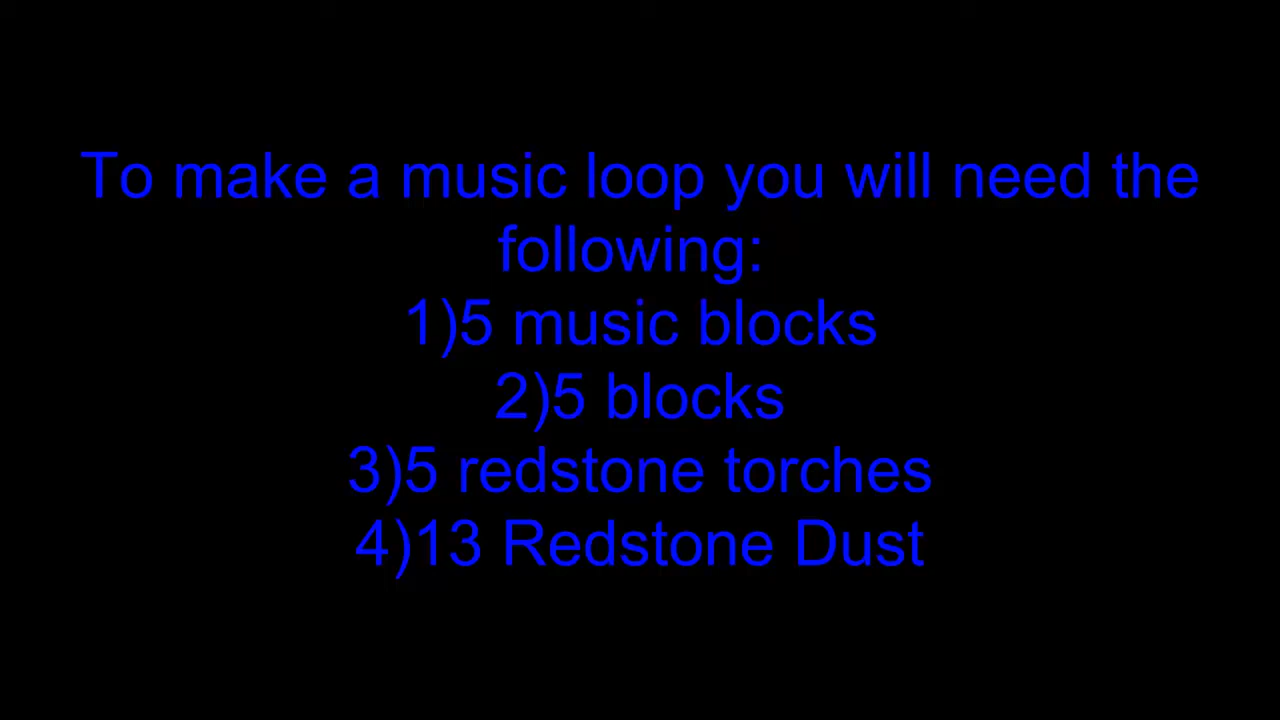 To make a music loop you will need the
following:
1)5 music blocks
2)5 blocks
3)5 redstone torches
4)13 Redstone Dust